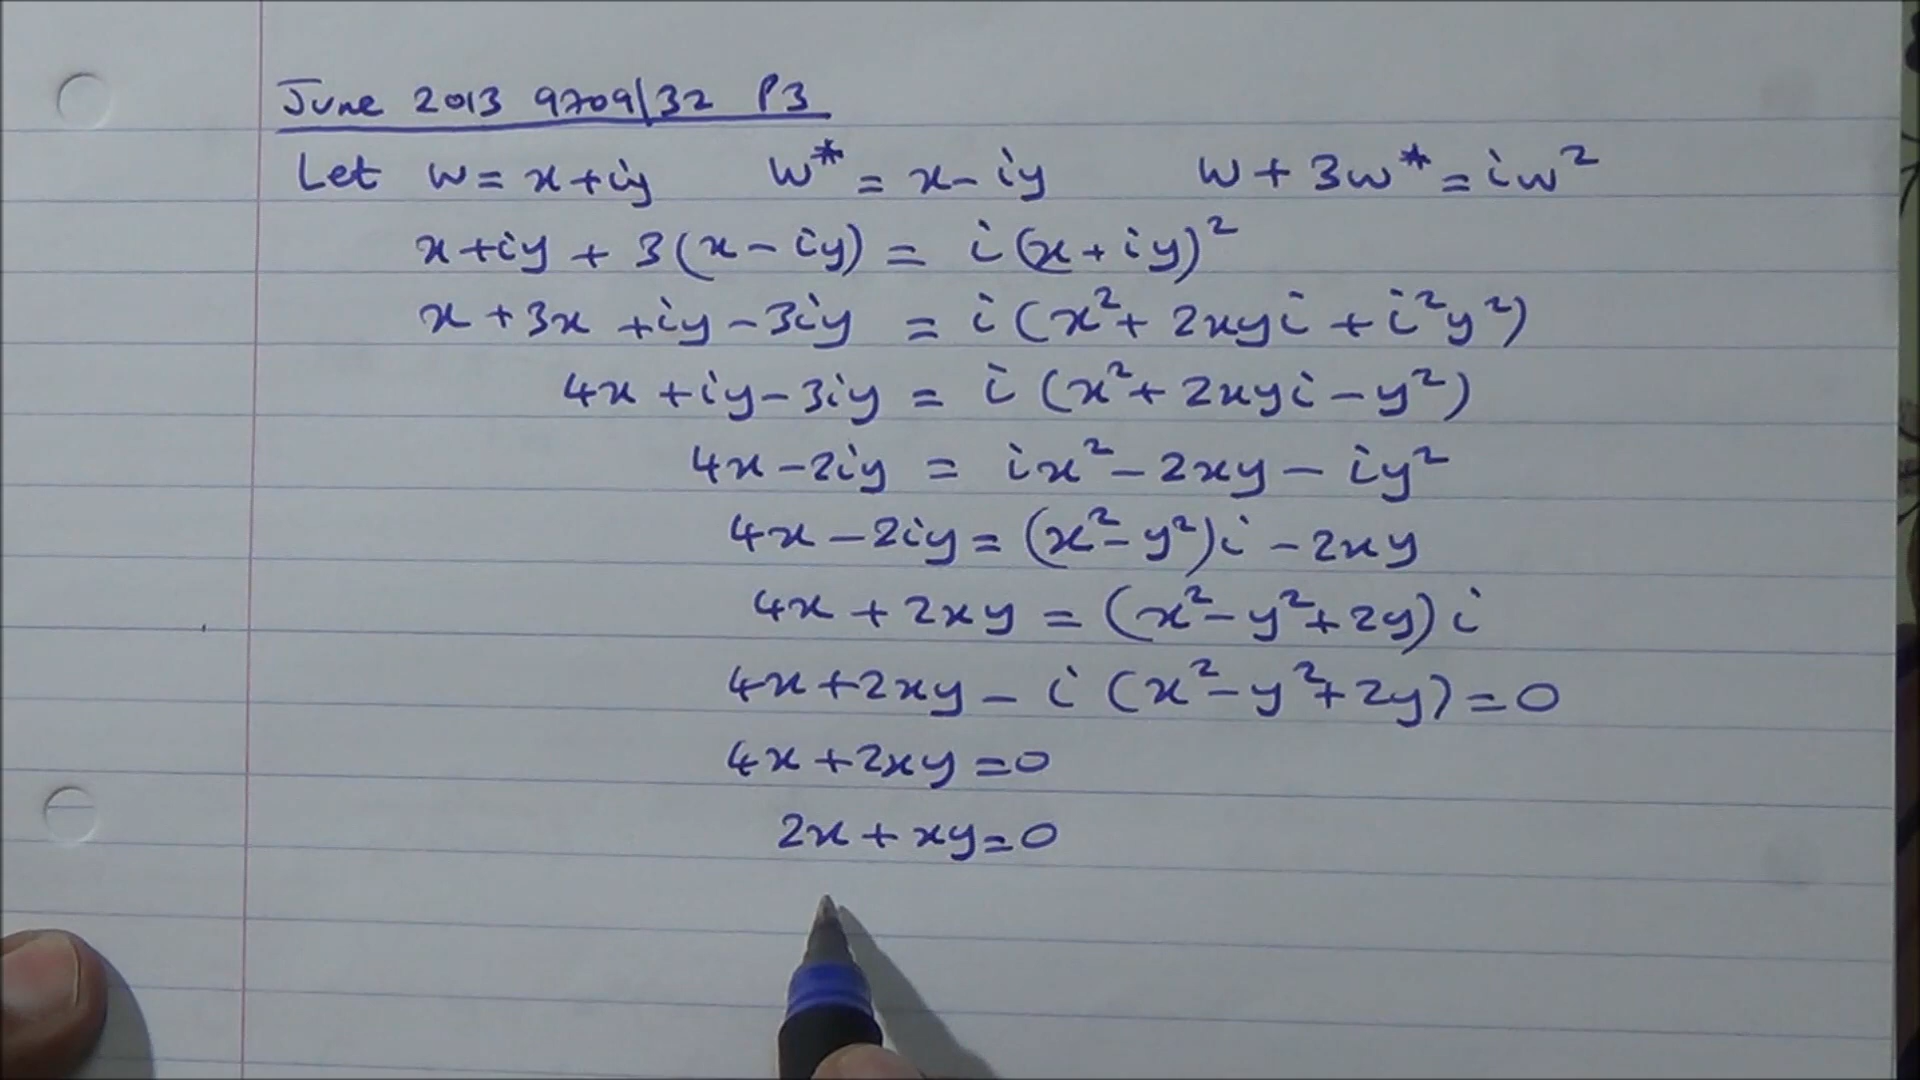 June 2013 9709/32 P3
Let w = x+iy w* = x-iy w + 3w* = iw²
x+iy + 3(x-iy) = i(x+iy)²
x+3x +iy-3iy = i(x²+2xyi+i²y²)
4x+iy-3iy = i(x²+2xyi-y²)
4x-2iy = ix²-2xy-iy²
4x-2iy = (x²-y²)i-2xy
4x+2xy = (x²-y²+2y)i
4x+2xy-i(x²-y²+2y)=0
4x+2xy=0
2x+xy=0